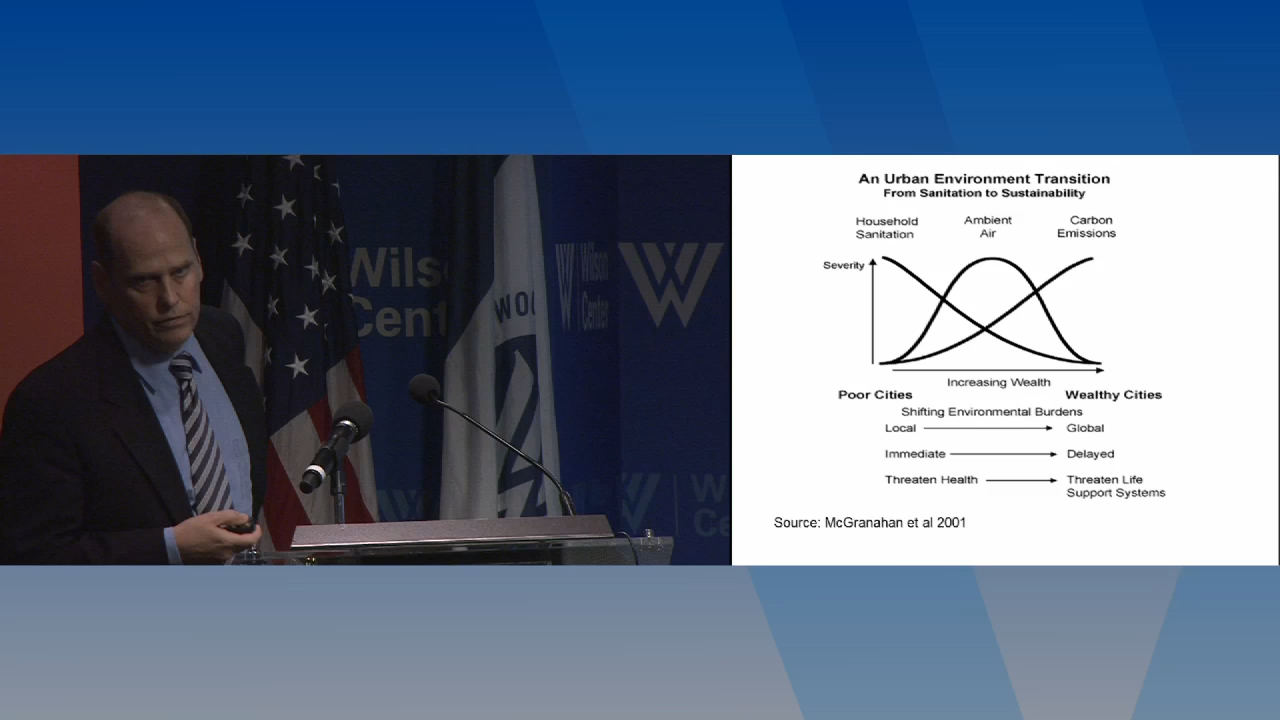 Wilson
Center
Wilson
Center
An Urban Environment Transition
From Sanitation to Sustainability
Household
Sanitation
Ambient
Air
Carbon
Emissions
Severity
Increasing Wealth
Poor Cities
Wealthy Cities
Shifting Environmental Burdens
Local
Global
Immediate
Delayed
Threaten Health
Threaten Life
Support Systems
Source: McGranahan et al 2001